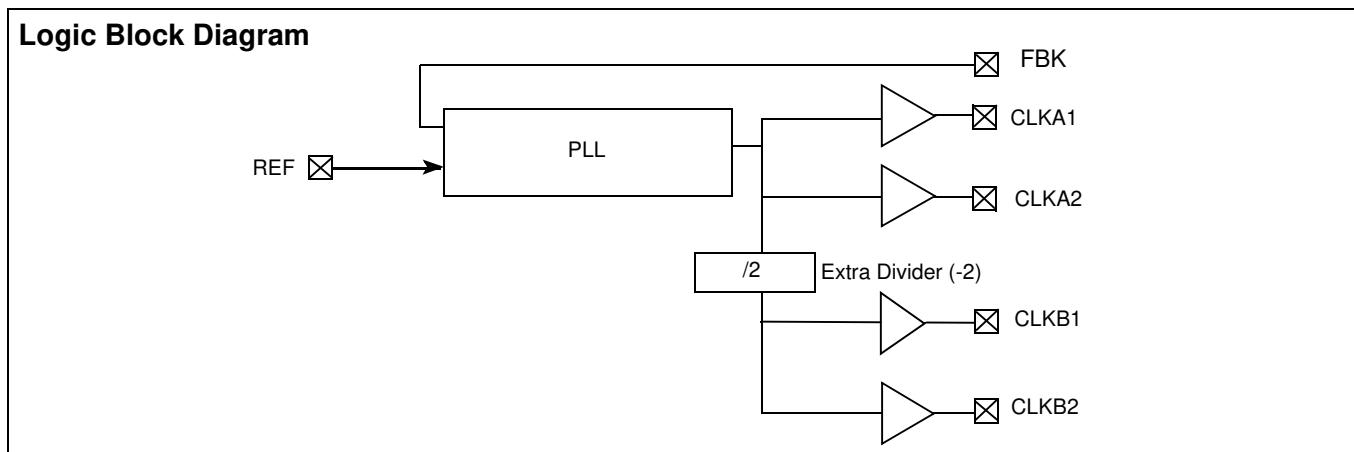 Logic Block Diagram
FBK
CLKA1
PLL
REF
CLKA2
/2
Extra Divider (-2)
CLKB1
CLKB2